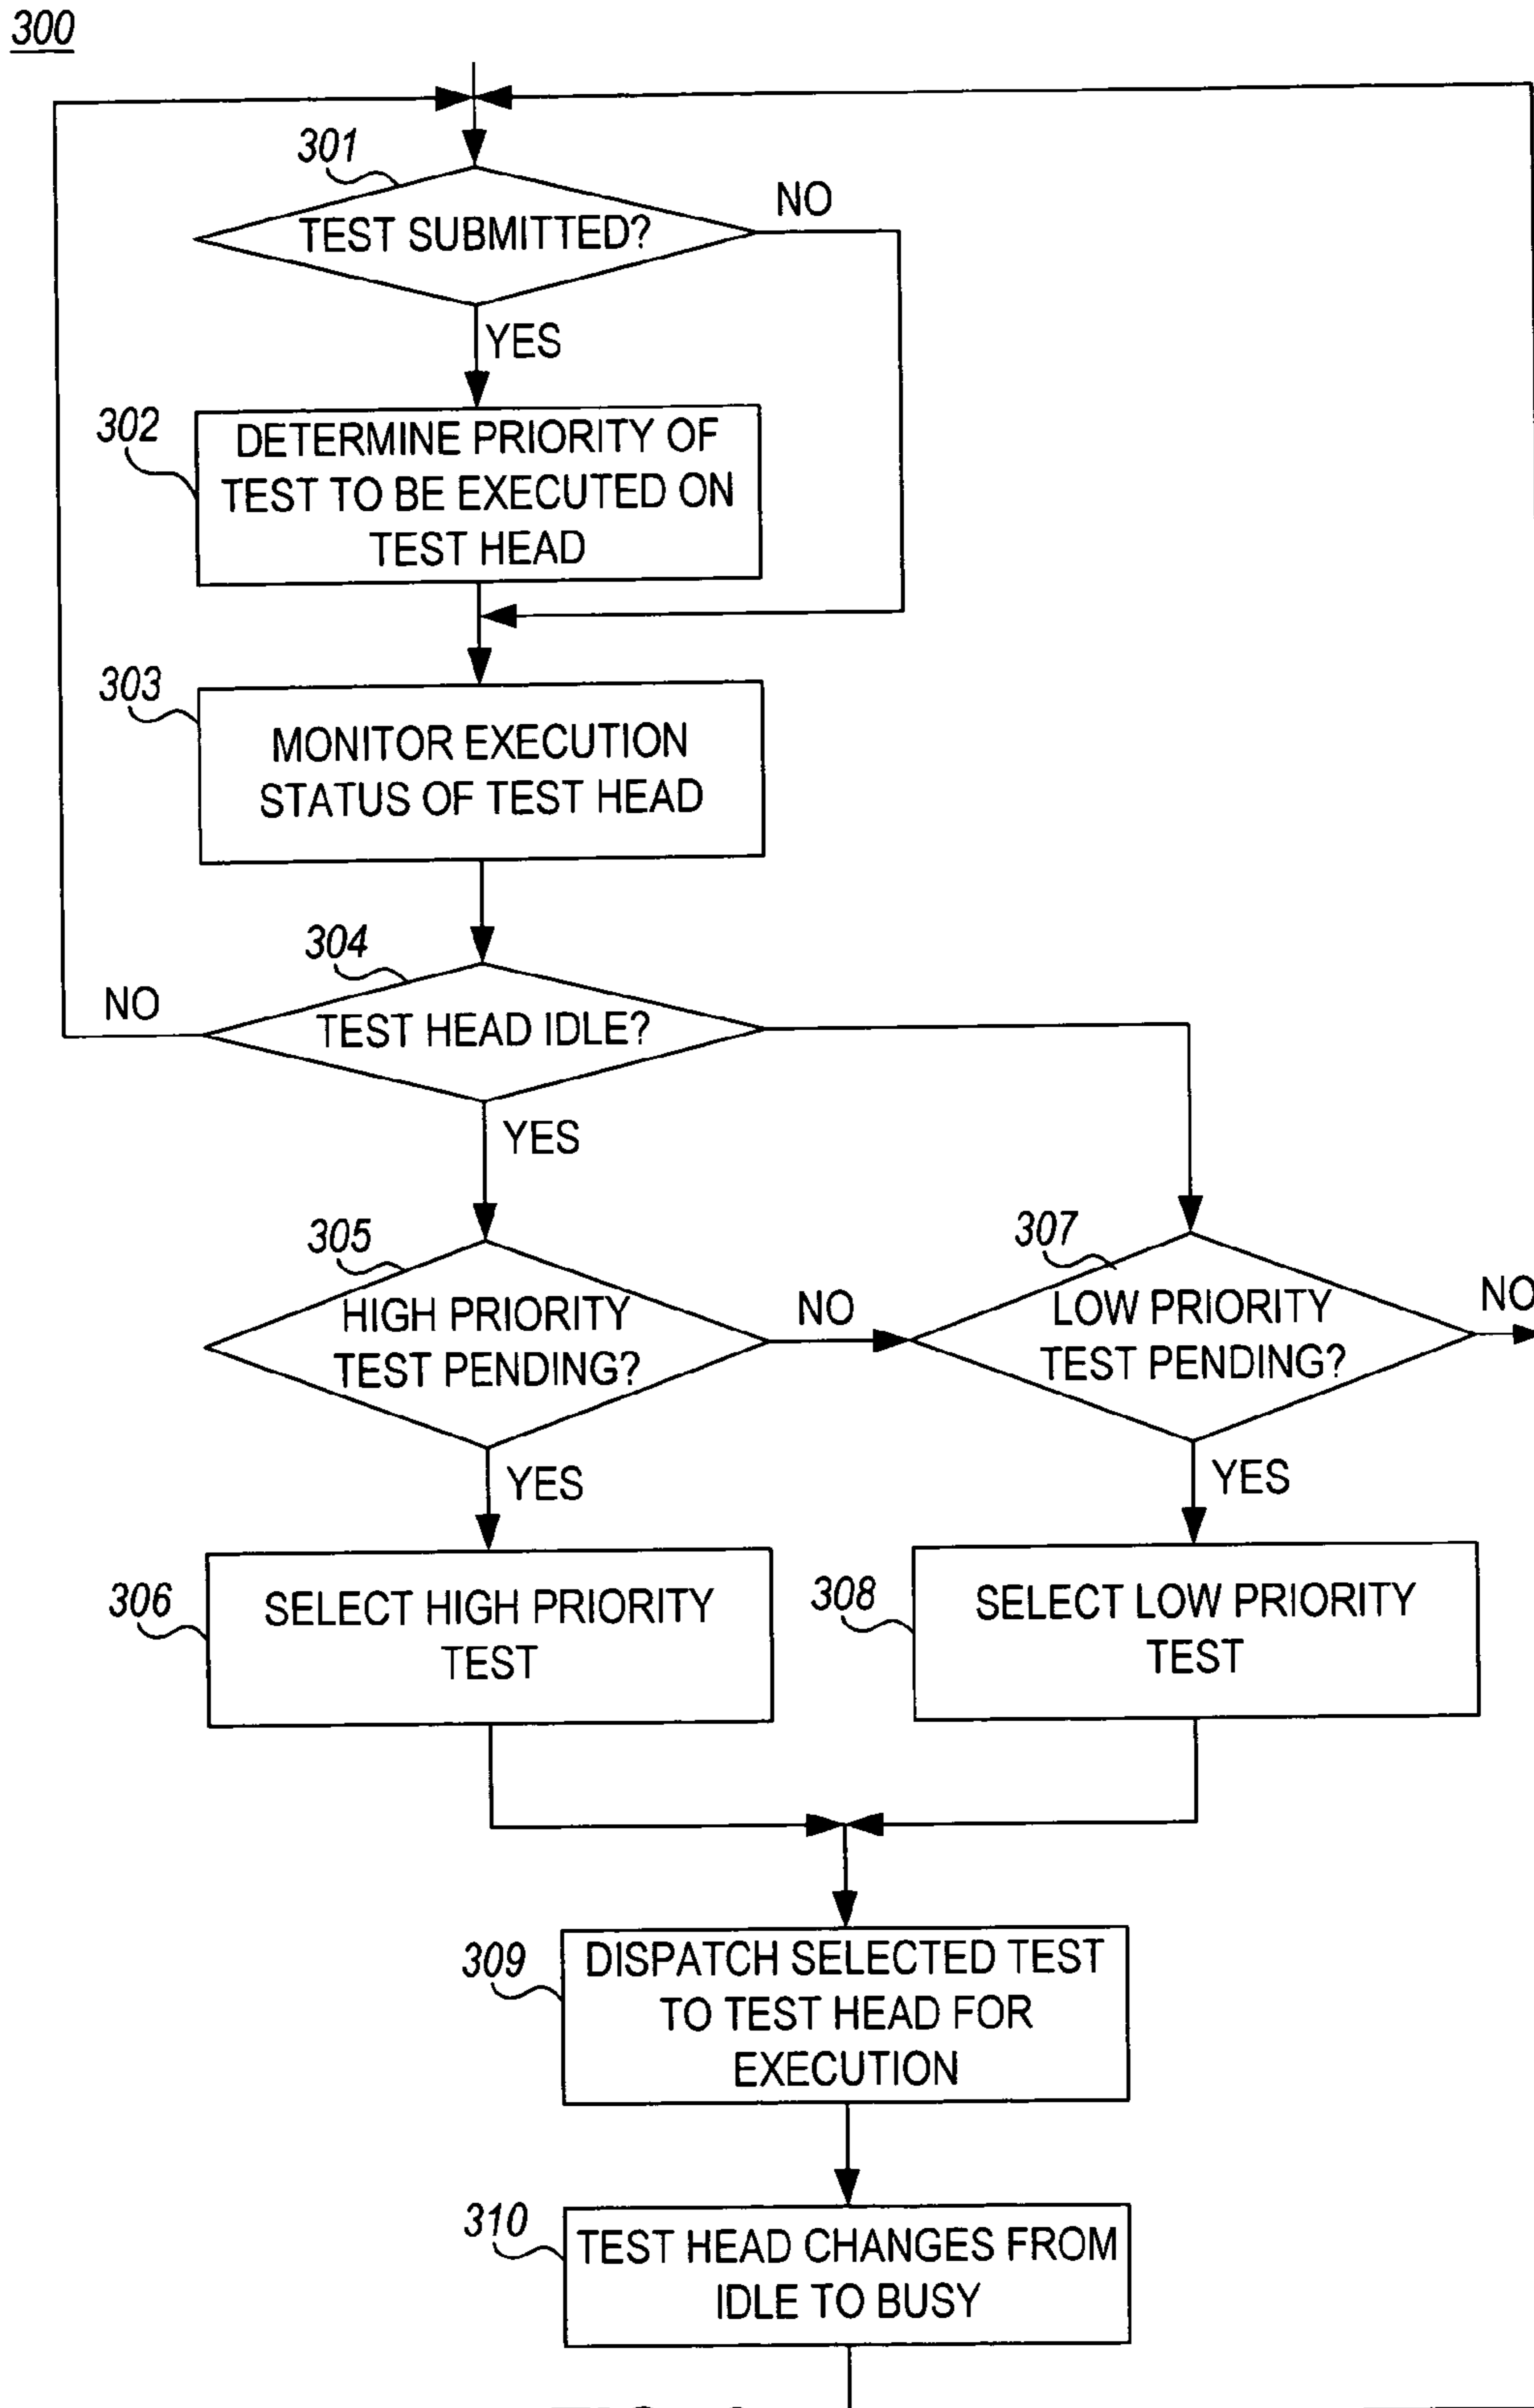 300
301
TEST SUBMITTED?
NO
YES
302
DETERMINE PRIORITY OF
TEST TO BE EXECUTED ON
TEST HEAD
303
MONITOR EXECUTION
STATUS OF TEST HEAD
304
NO
TEST HEAD IDLE?
YES
305
HIGH PRIORITY
TEST PENDING?
NO
307
LOW PRIORITY
TEST PENDING?
NO
YES
YES
306
SELECT HIGH PRIORITY
TEST
308
SELECT LOW PRIORITY
TEST
309
DISPATCH SELECTED TEST
TO TEST HEAD FOR
EXECUTION
310
TEST HEAD CHANGES FROM
IDLE TO BUSY